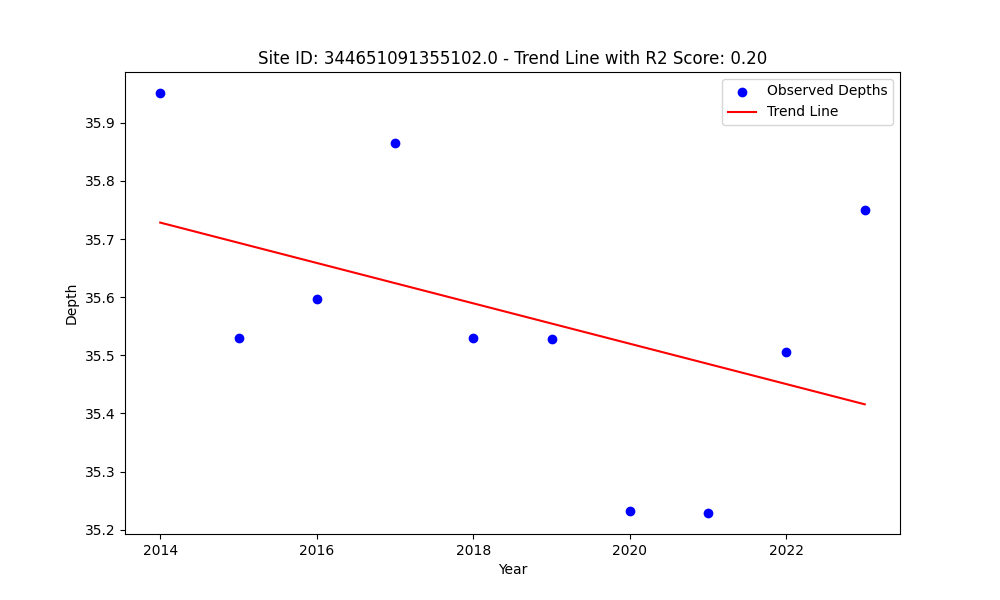 Site ID: 344651091355102.0 - Trend Line with R2 Score: 0.20
Observed Depths
Trend Line
35.9
35.8
35.7
35.6
35.5
35.4
35.3
35.2
Depth
2014
2016
2018
2020
2022
Year